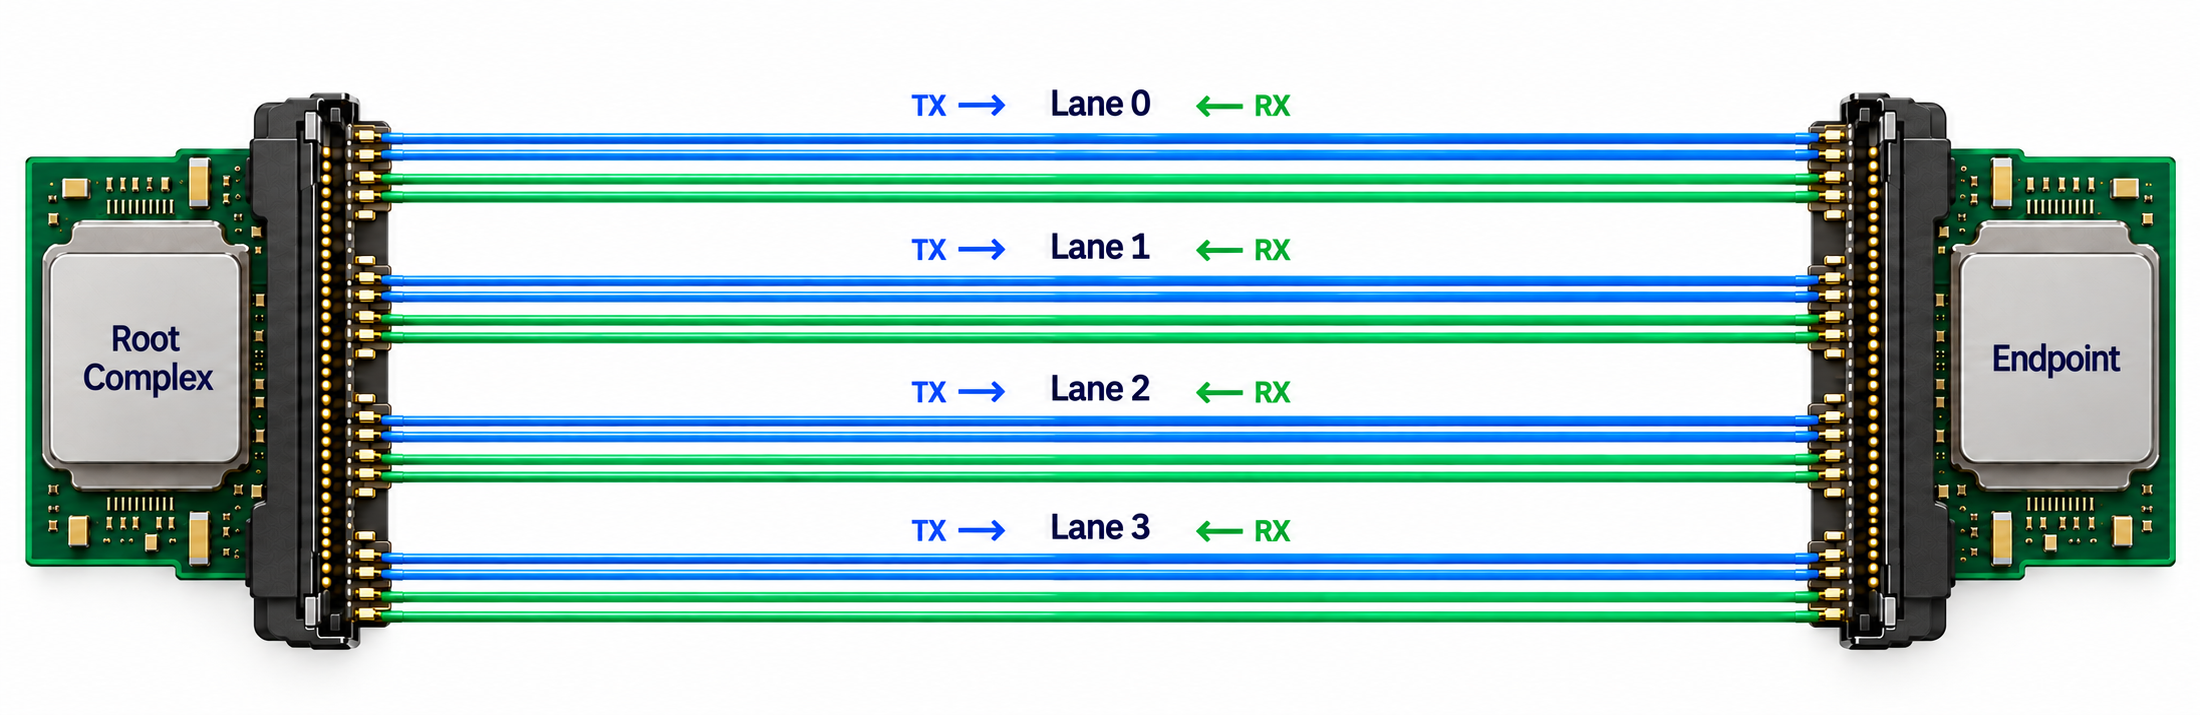 TX → Lane 0 ← RX
TX → Lane 1 ← RX
Root
Complex
Endpoint
TX → Lane 2 ← RX
TX → Lane 3 ← RX